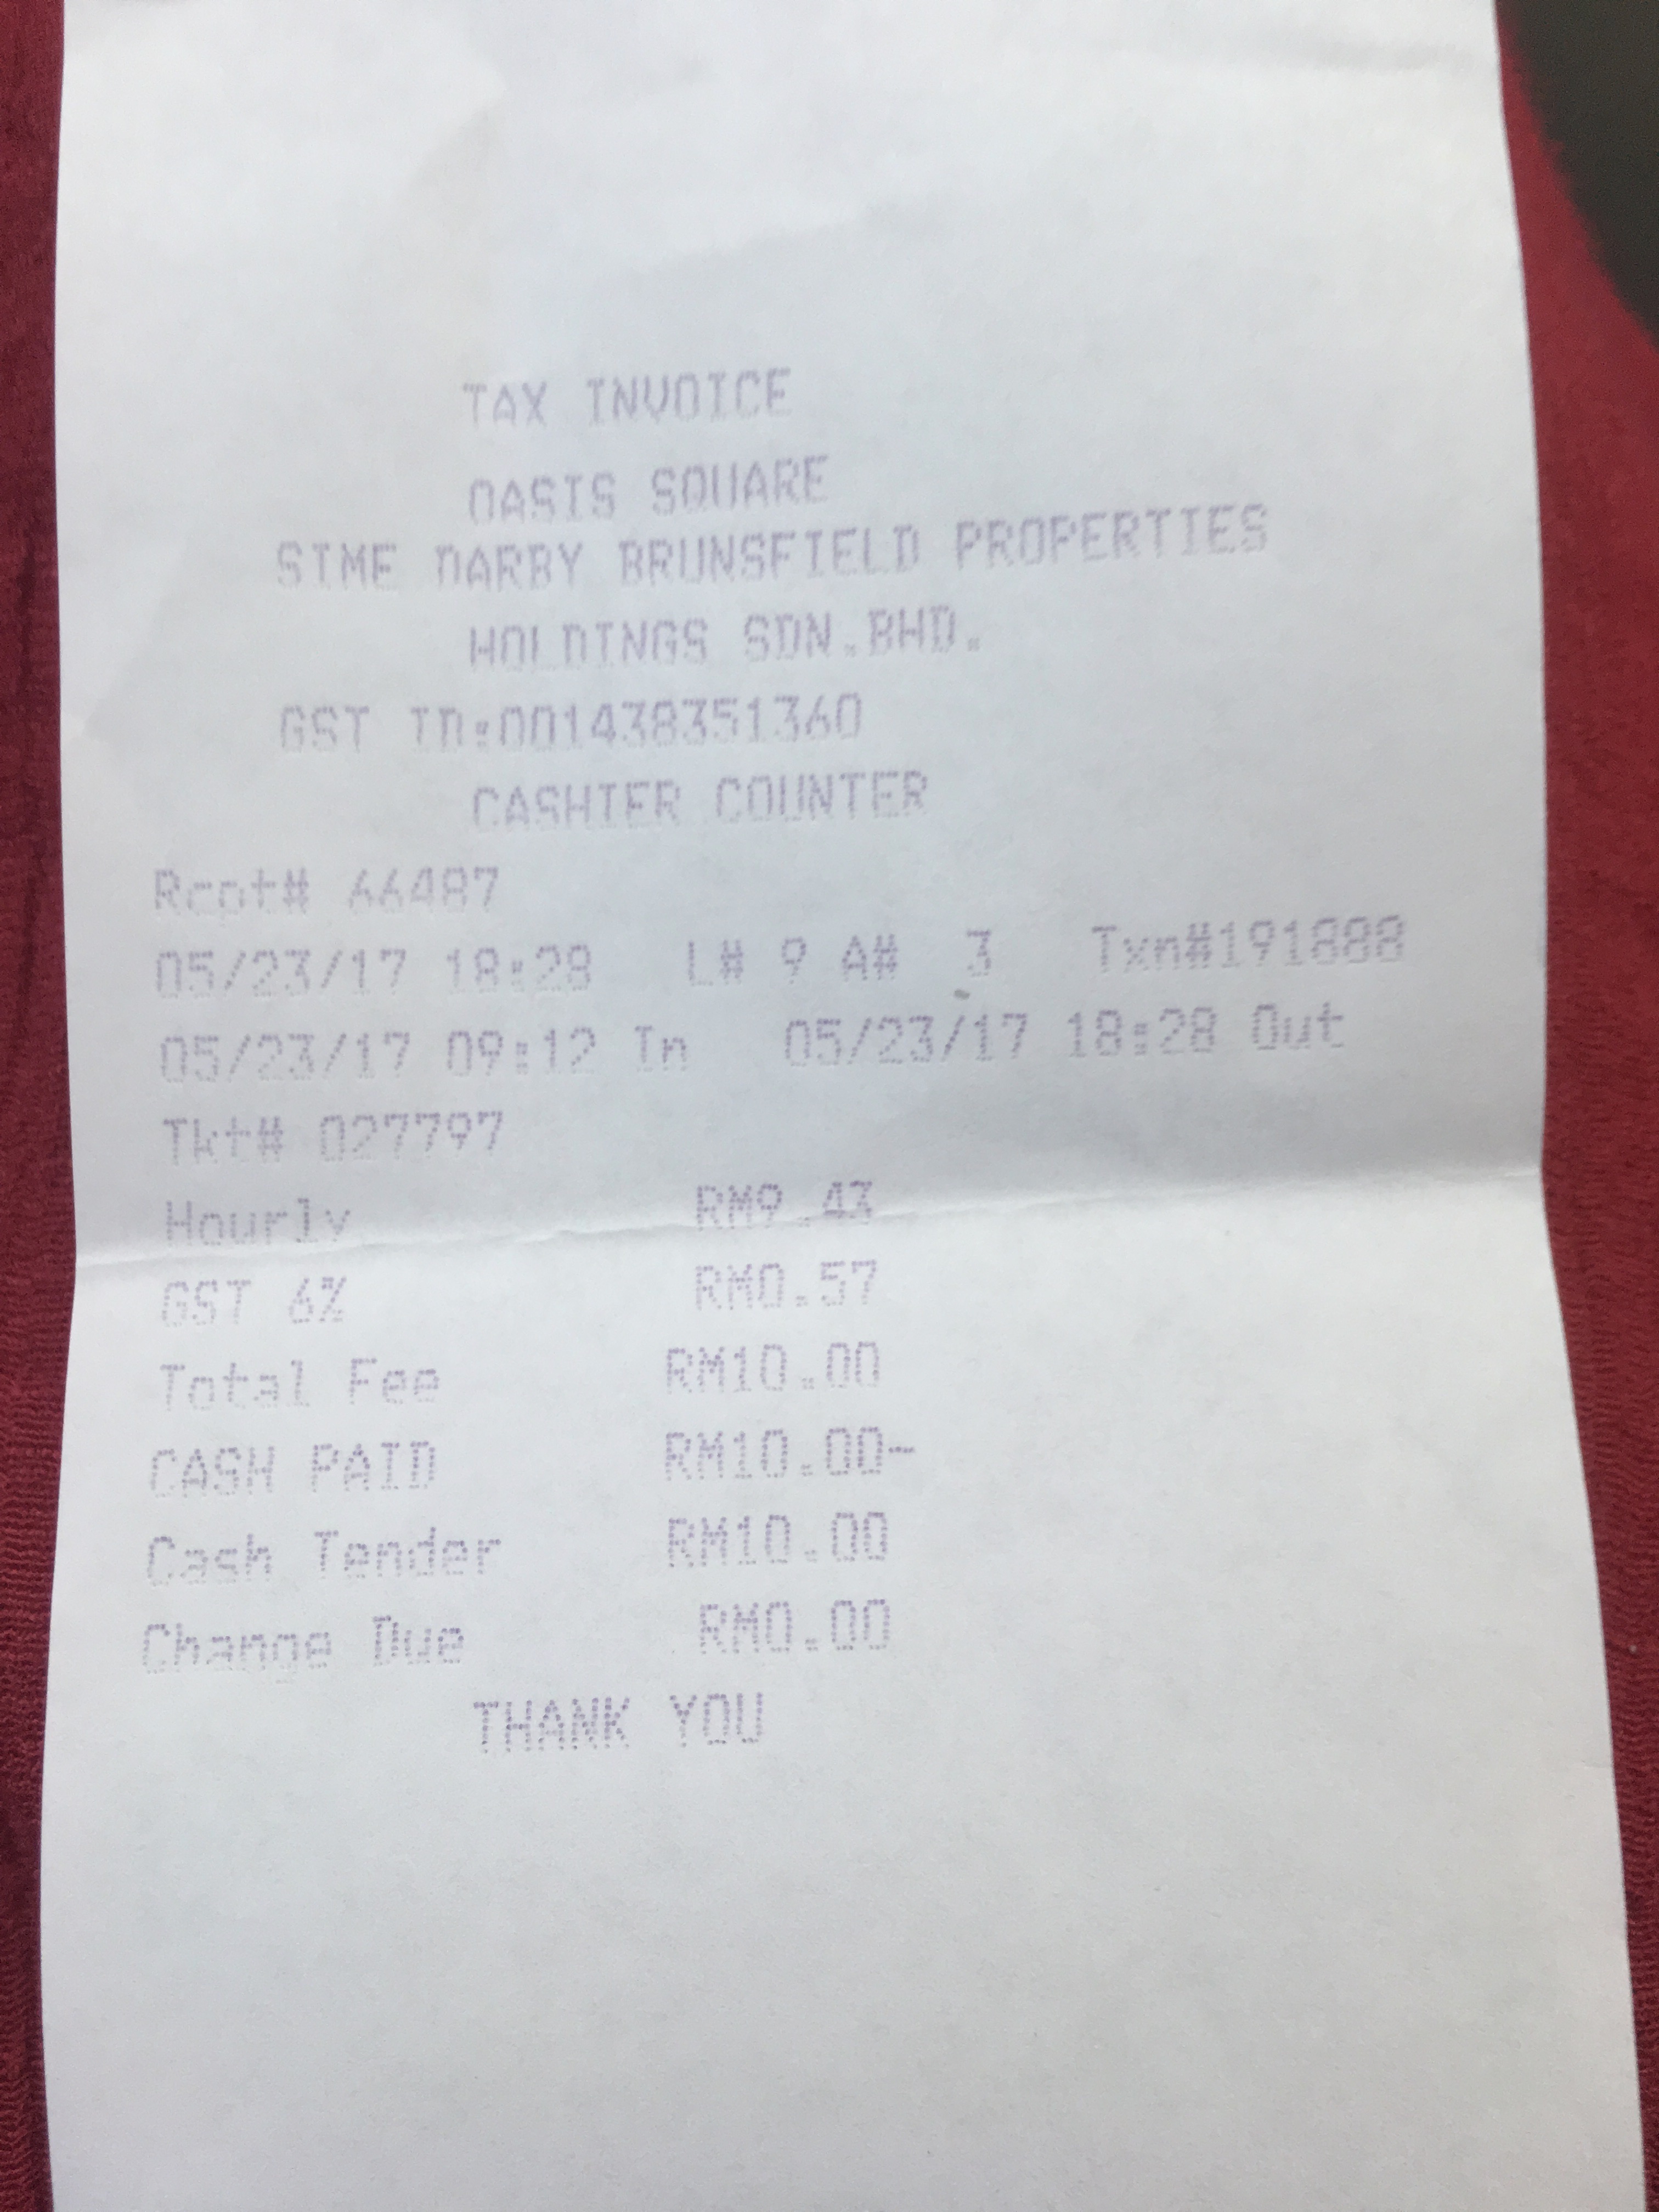 TAX INVOICE
OASIS SQUARE
SIME DARBY BRUNSFIELD PROPERTIES
HOLDINGS SDN.BHD.
GST ID:001438351360
CASHIER COUNTER
Rcpt# 66487
05/23/17 18:28 L# 9 A# 3 Txn#191888
05/23/17 09:12 In 05/23/17 18:28 Out
Tkt# 027797
Hourly RM9.43
GST 6% RM0.57
Total Fee RM10.00
CASH PAID RM10.00-
Cash Tender RM10.00
Change Due RM0.00
THANK YOU